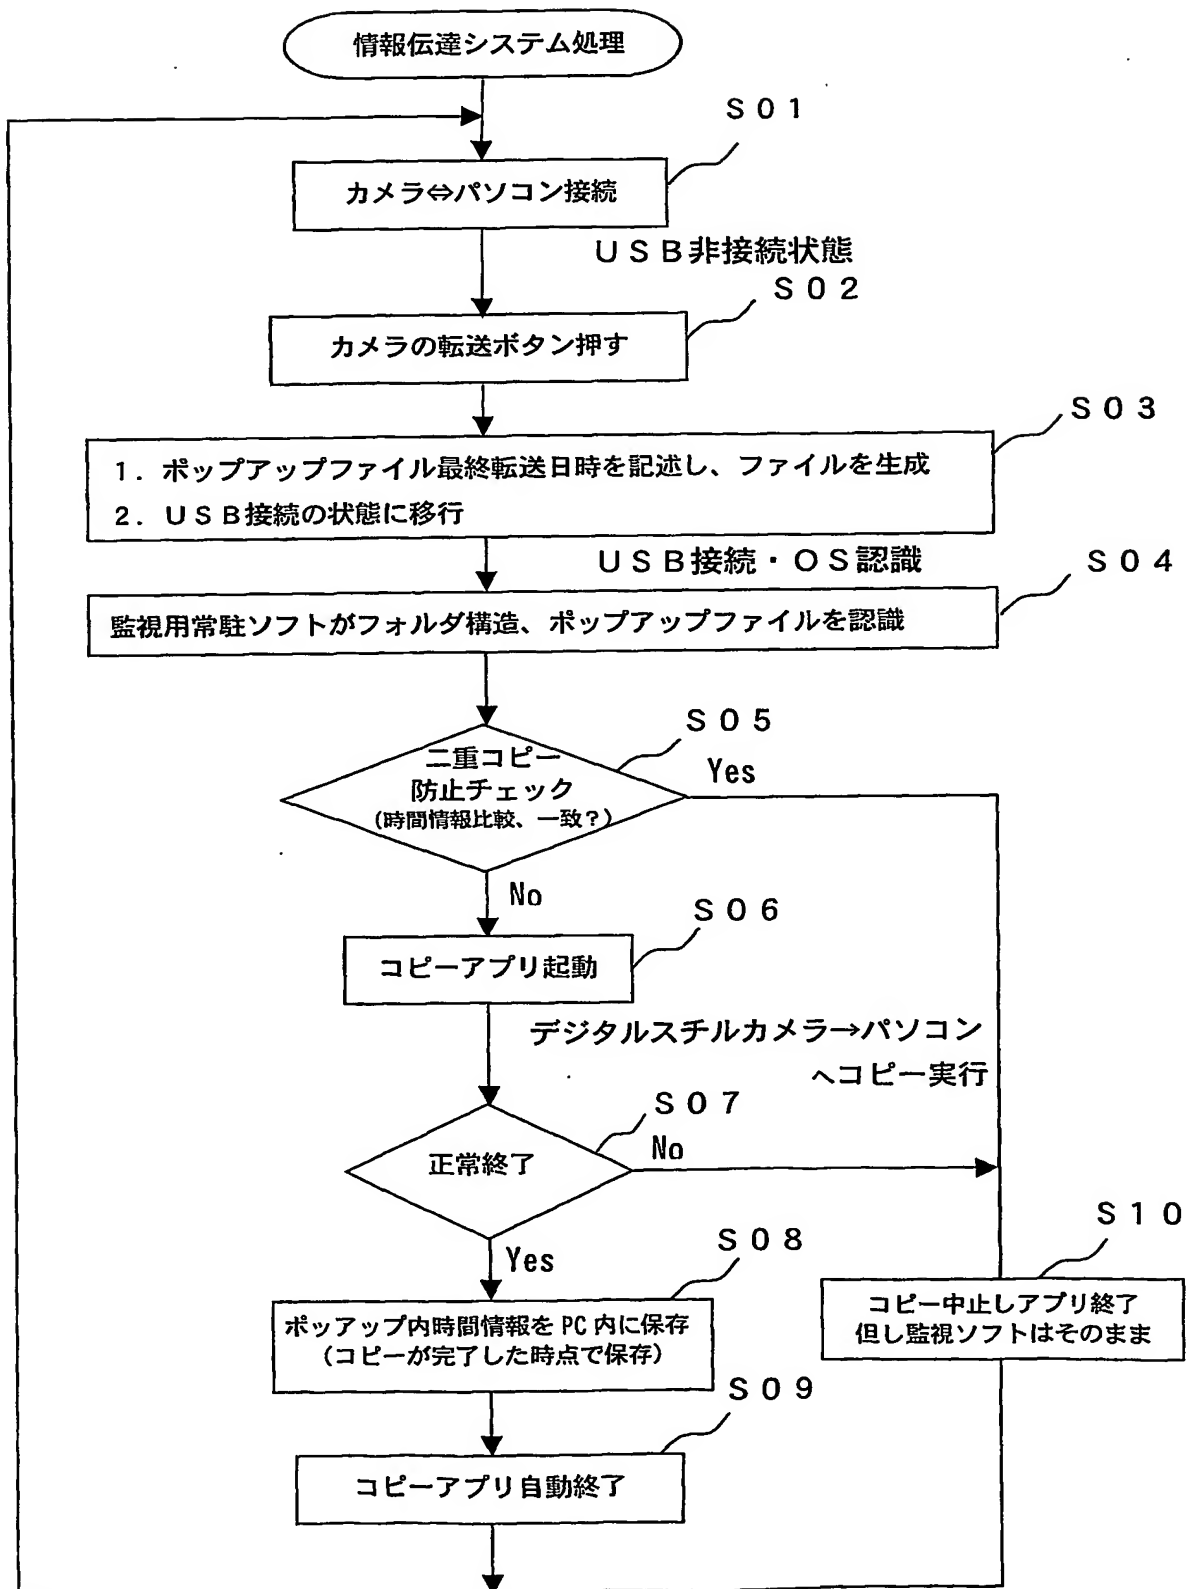 情報伝達システム処理
S01
カメラ⇔パソコン接続
USB非接続状態
S02
カメラの転送ボタン押す
S03
1. ポップアップファイル最終転送日時を記述し、ファイルを生成
2. USB接続の状態に移行
USB接続・OS認識
S04
監視用常駐ソフトがフォルダ構造、ポップアップファイルを認識
S05
二重コピー
防止チェック
(時間情報比較、一致?)
Yes
No
S06
コピーアプリ起動
デジタルスチルカメラ→パソコン
へコピー実行
S07
正常終了
No
Yes
S08
ポッアップ内時間情報をPC内に保存
(コピーが完了した時点で保存)
S10
コピー中止しアプリ終了
但し監視ソフトはそのまま
S09
コピーアプリ自動終了